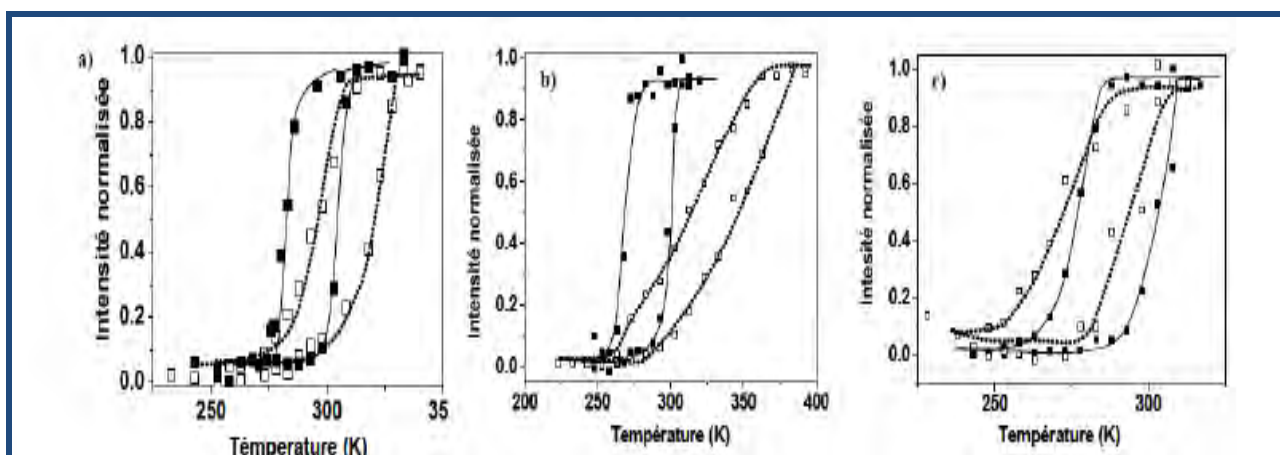 a)
Intensité normalisée
1.0
0.8
0.6
0.4
0.2
0.0
250 300 35
Témperature (K)
b)
Intensité normalisée
1.0
0.8
0.6
0.4
0.2
0.0
200 250 300 350 400
Température (K)
c)
Intesité normalisée
1.0
0.8
0.6
0.4
0.2
0.0
250 300
Température (K)